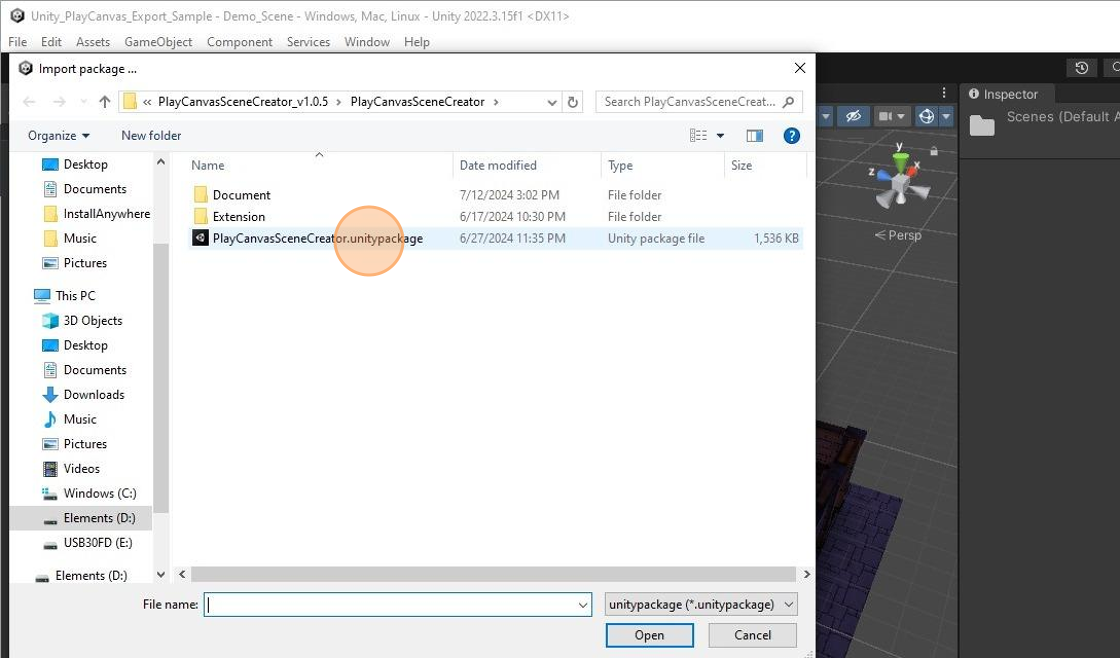 Unity_PlayCanvas_Export_Sample - Demo_Scene - Windows, Mac, Linux - Unity 2022.3.15f1 <DX11>
File Edit Assets GameObject Component Services Window Help
Import package ...
« PlayCanvasSceneCreator_v1.0.5 › PlayCanvasSceneCreator ›
Search PlayCanvasSceneCreat...
Organize New folder
?
Name Date modified Type Size
Document 7/12/2024 3:02 PM File folder
Extension 6/17/2024 10:30 PM File folder
PlayCanvasSceneCreator.unitypackage 6/27/2024 11:35 PM Unity package file 1,536 KB
Desktop
Documents
InstallAnywhere
Music
Pictures
This PC
3D Objects
Desktop
Documents
Downloads
Music
Pictures
Videos
Windows (C:)
Elements (D:)
USB30FD (E:)
Elements (D:)
File name:
unitypackage (*.unitypackage)
Open Cancel
y
x
z
< Persp
Inspector
Scenes (Default A